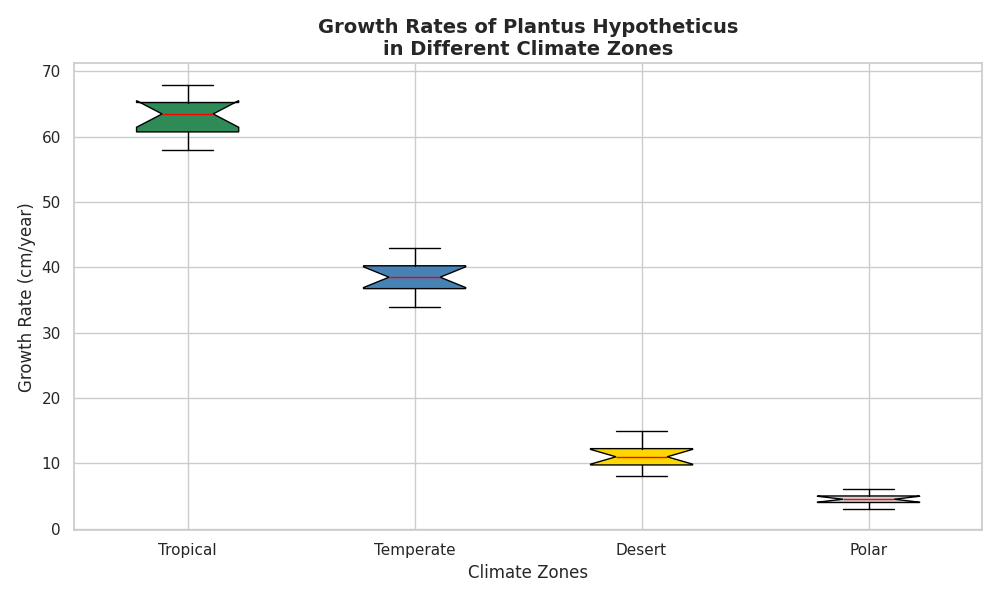 Growth Rates of Plantus Hypotheticus
in Different Climate Zones
Growth Rate (cm/year)
70
60
50
40
30
20
10
0
Tropical
Temperate
Desert
Polar
Climate Zones